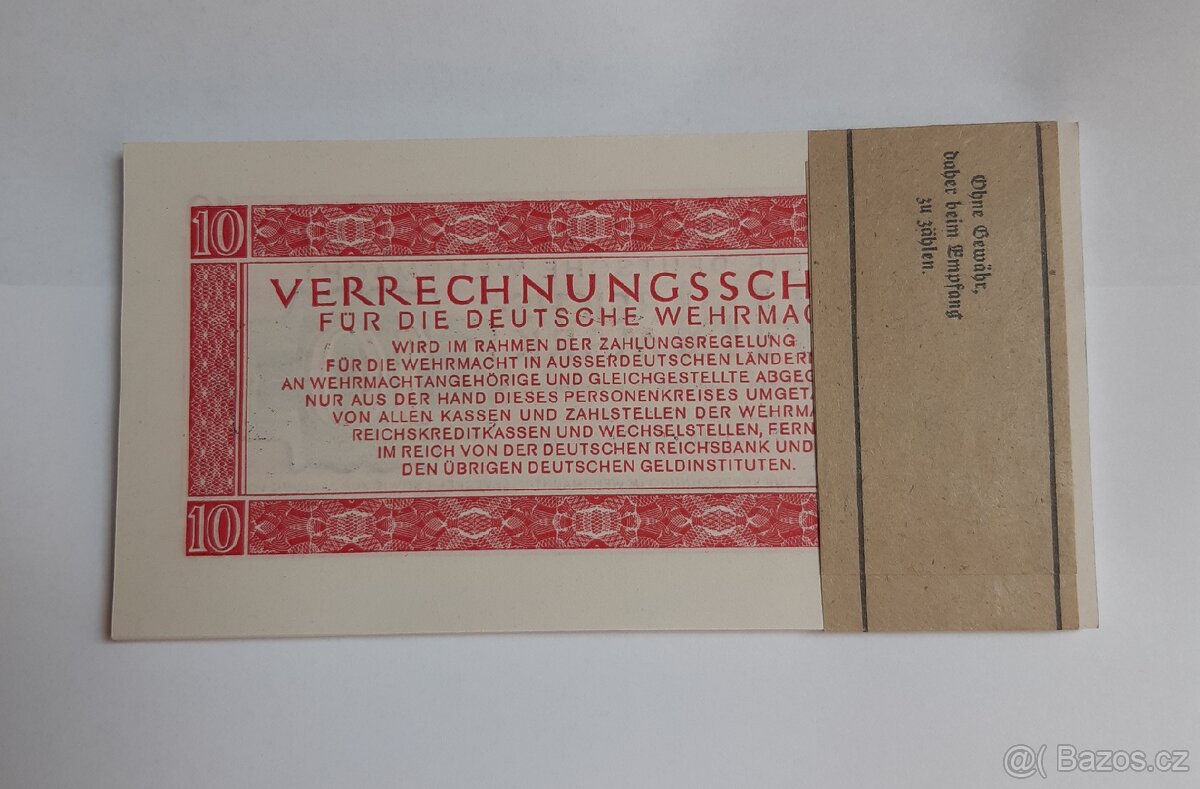 10
VERRECHNUNGSSCH
FÜR DIE DEUTSCHE WEHRMAC
WIRD IM RAHMEN DER ZAHLUNGSREGELUNG
FÜR DIE WEHRMACHT IN AUSSERDEUTSCHEN LÄNDER
AN WEHRMACHTANGEHÖRIGE UND GLEICHGESTELLTE ABGEG
NUR AUS DER HAND DIESES PERSONENKREISES UMGETA
VON ALLEN KASSEN UND ZAHLSTELLEN DER WEHRMA
REICHSKREDITKASSEN UND WECHSELSTELLEN, FERN
IM REICH VON DER DEUTSCHEN REICHSBANK UND
DEN ÜBRIGEN DEUTSCHEN GELDINSTITUTEN.
10
Ohne Gewähr,
daher beim Empfang
zu zählen.
@( Bazos.cz